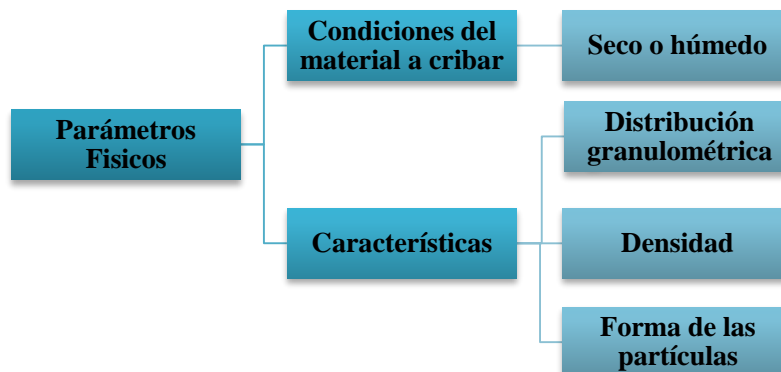 Parámetros
Fisicos
Condiciones del
material a cribar
Seco o húmedo
Características
Distribución
granulométrica
Densidad
Forma de las
partículas